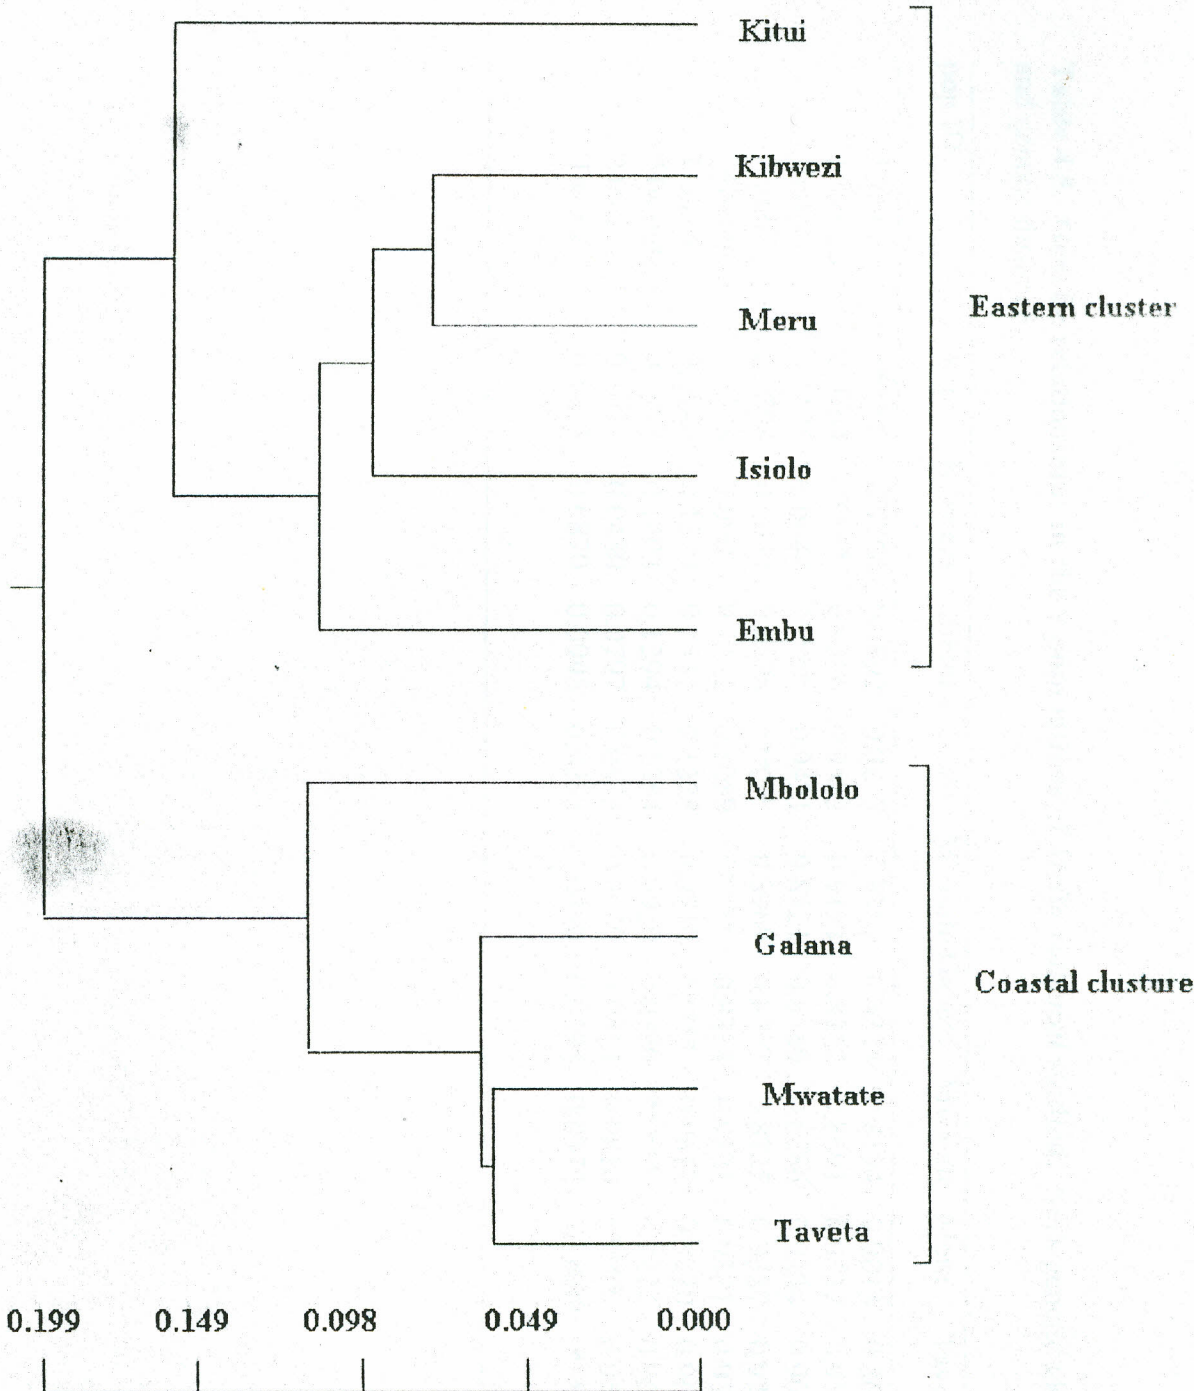 Kitui
Kibwezi
Meru
Eastern cluster
Isiolo
Embu
Mbololo
Galana
Coastal clusture
Mwatate
Taveta
0.199 0.149 0.098 0.049 0.000